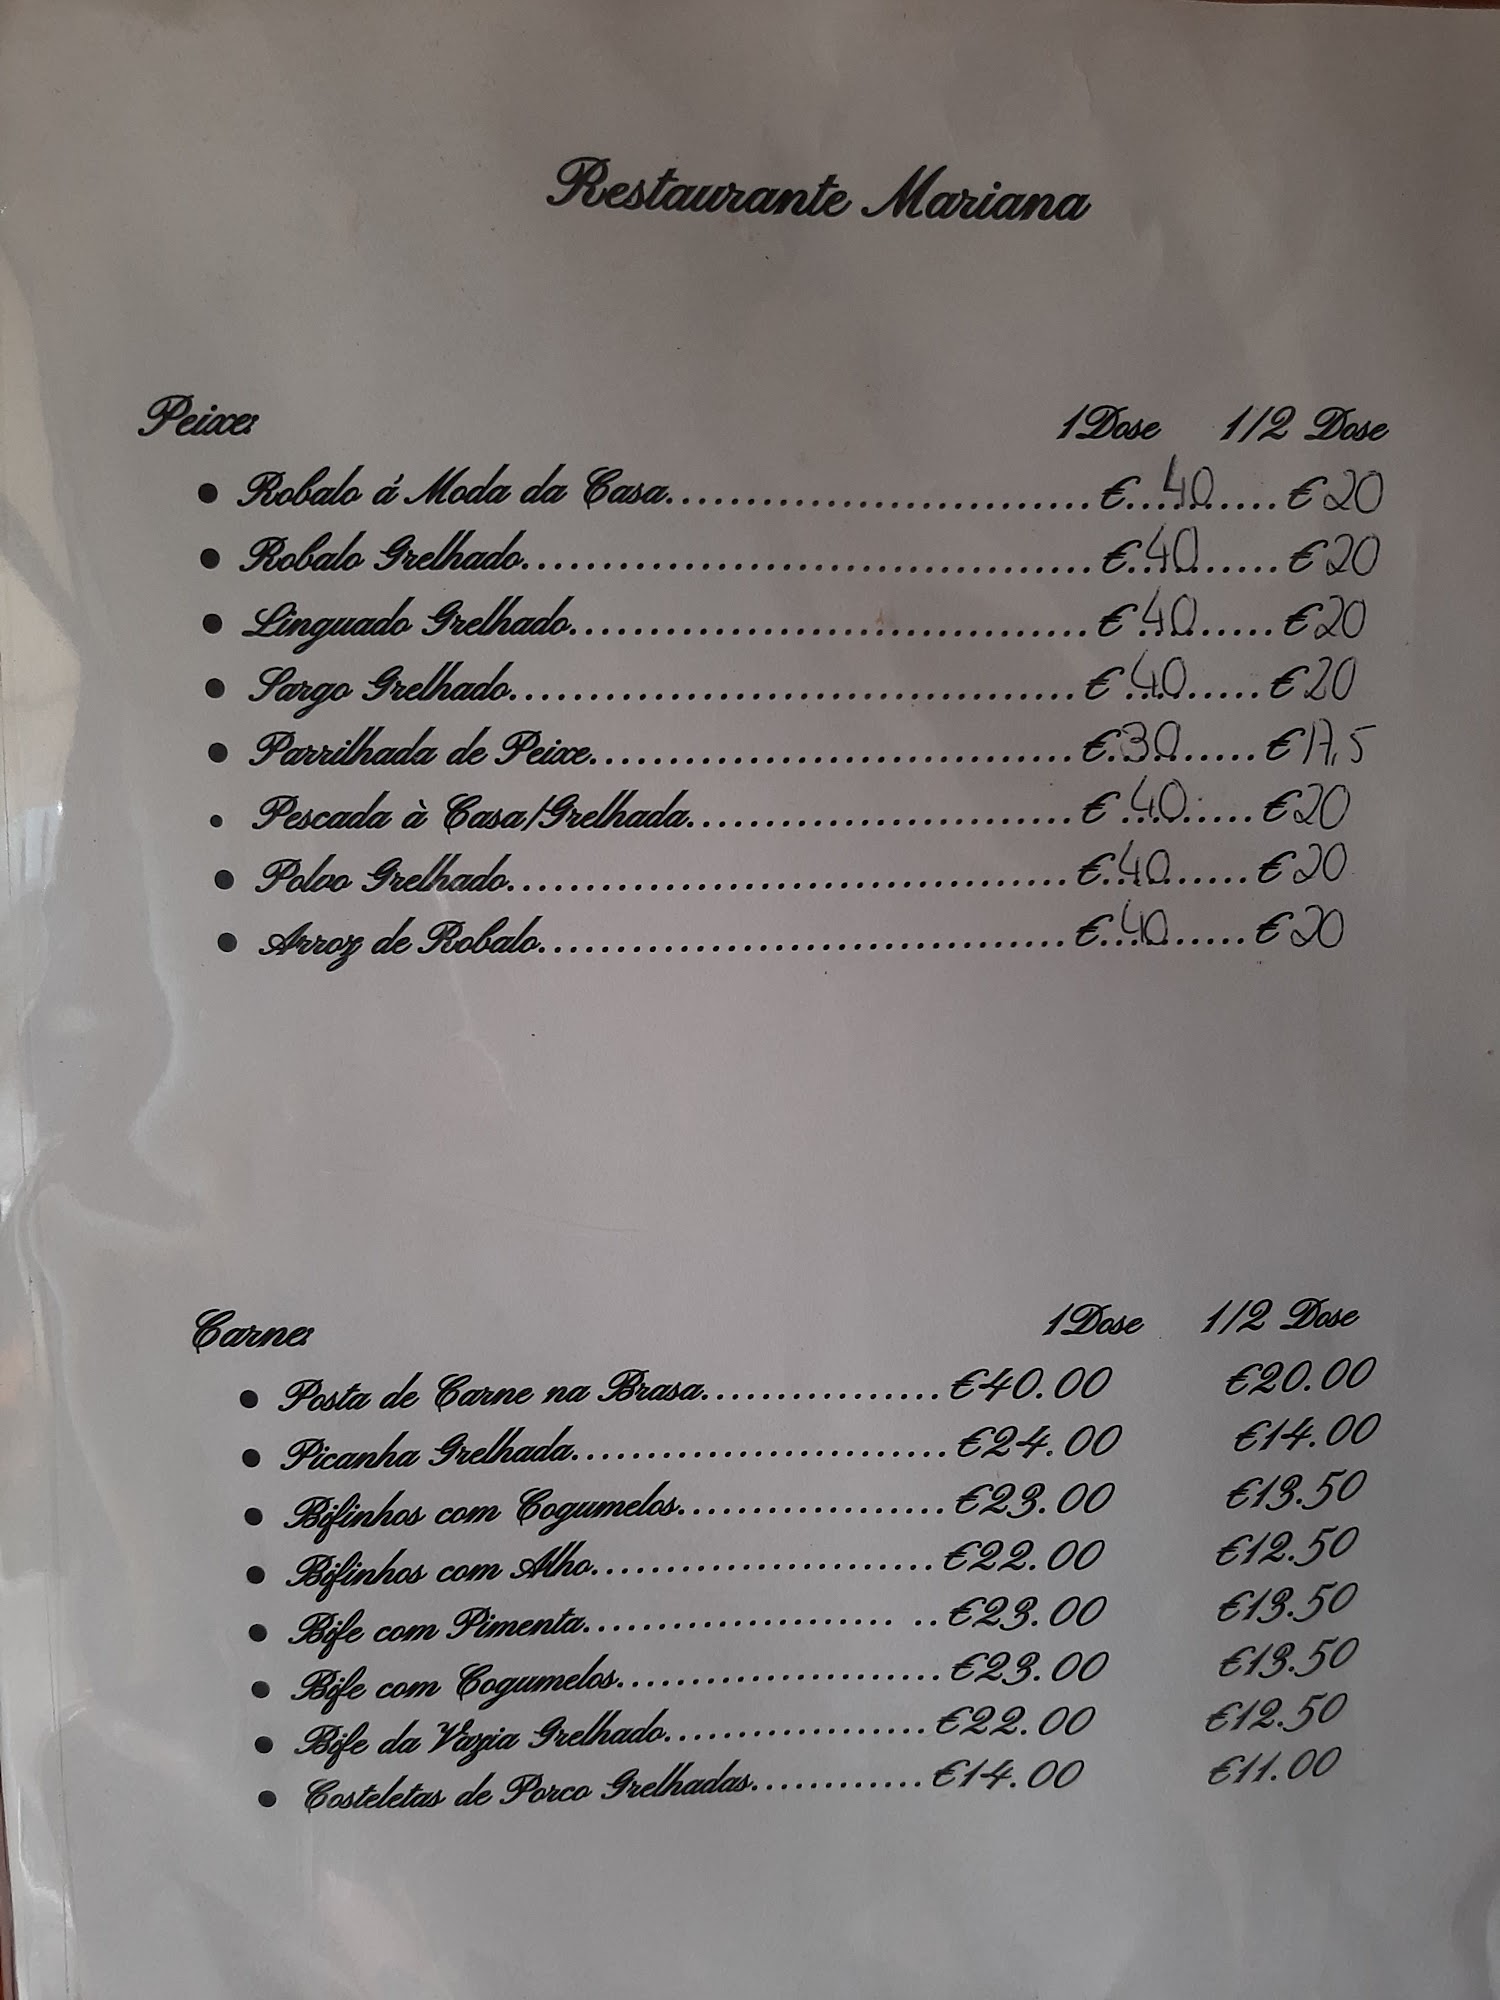 Restaurante Mariana
Peixe: 1 Dose 1/2 Dose
• Robalo á Moda da Casa..............................€...40.......€ 20
• Robalo Grelhado........................................€..40.......€ 20
• Linguado Grelhado....................................€ 40.......€ 20
• Sargo Grelhado........................................€ 40.......€ 20
• Parrilhada de Peixe...................................€.30.......€ 17,5
• Pescada à Casa/Grelhada...........................€ 40.......€ 20
• Polvo Grelhado........................................€..40.......€ 20
• Arroz de Robalo......................................€..40.......€ 20
Carne: 1 Dose 1/2 Dose
• Posta de Carne na Brasa.................€40.00 €20.00
• Picanha Grelhada...........................€24.00 €14.00
• Bifinhos com Cogumelos...................€23.00 €13.50
• Bifinhos com Alho.........................€22.00 €12.50
• Bife com Pimenta...................... ..€23.00 €13.50
• Bife com Cogumelos.......................€23.00 €13.50
• Bife da Vazia Grelhado...................€22.00 €12.50
• Costeletas de Porco Grelhadas............€14.00 €11.00